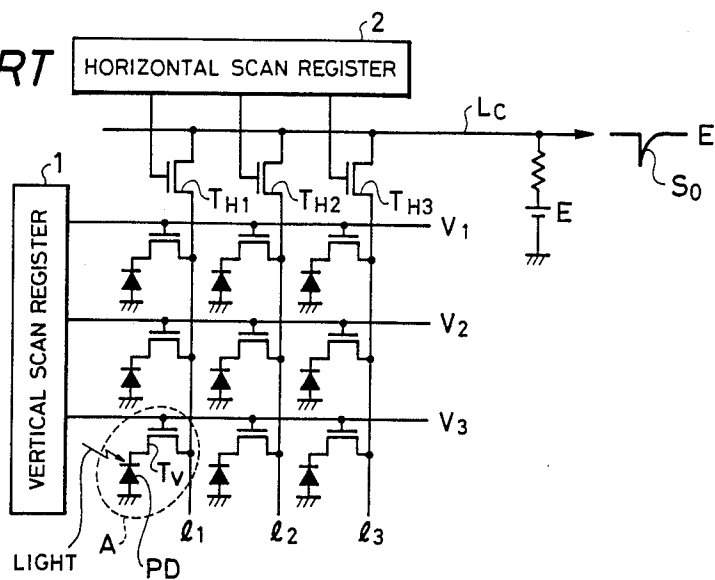 RT
2
HORIZONTAL SCAN REGISTER
LC
E
SO
1
TH1
TH2
TH3
E
V1
V2
V3
VERTICAL SCAN REGISTER
TV
A
ℓ1
ℓ2
ℓ3
LIGHT
PD